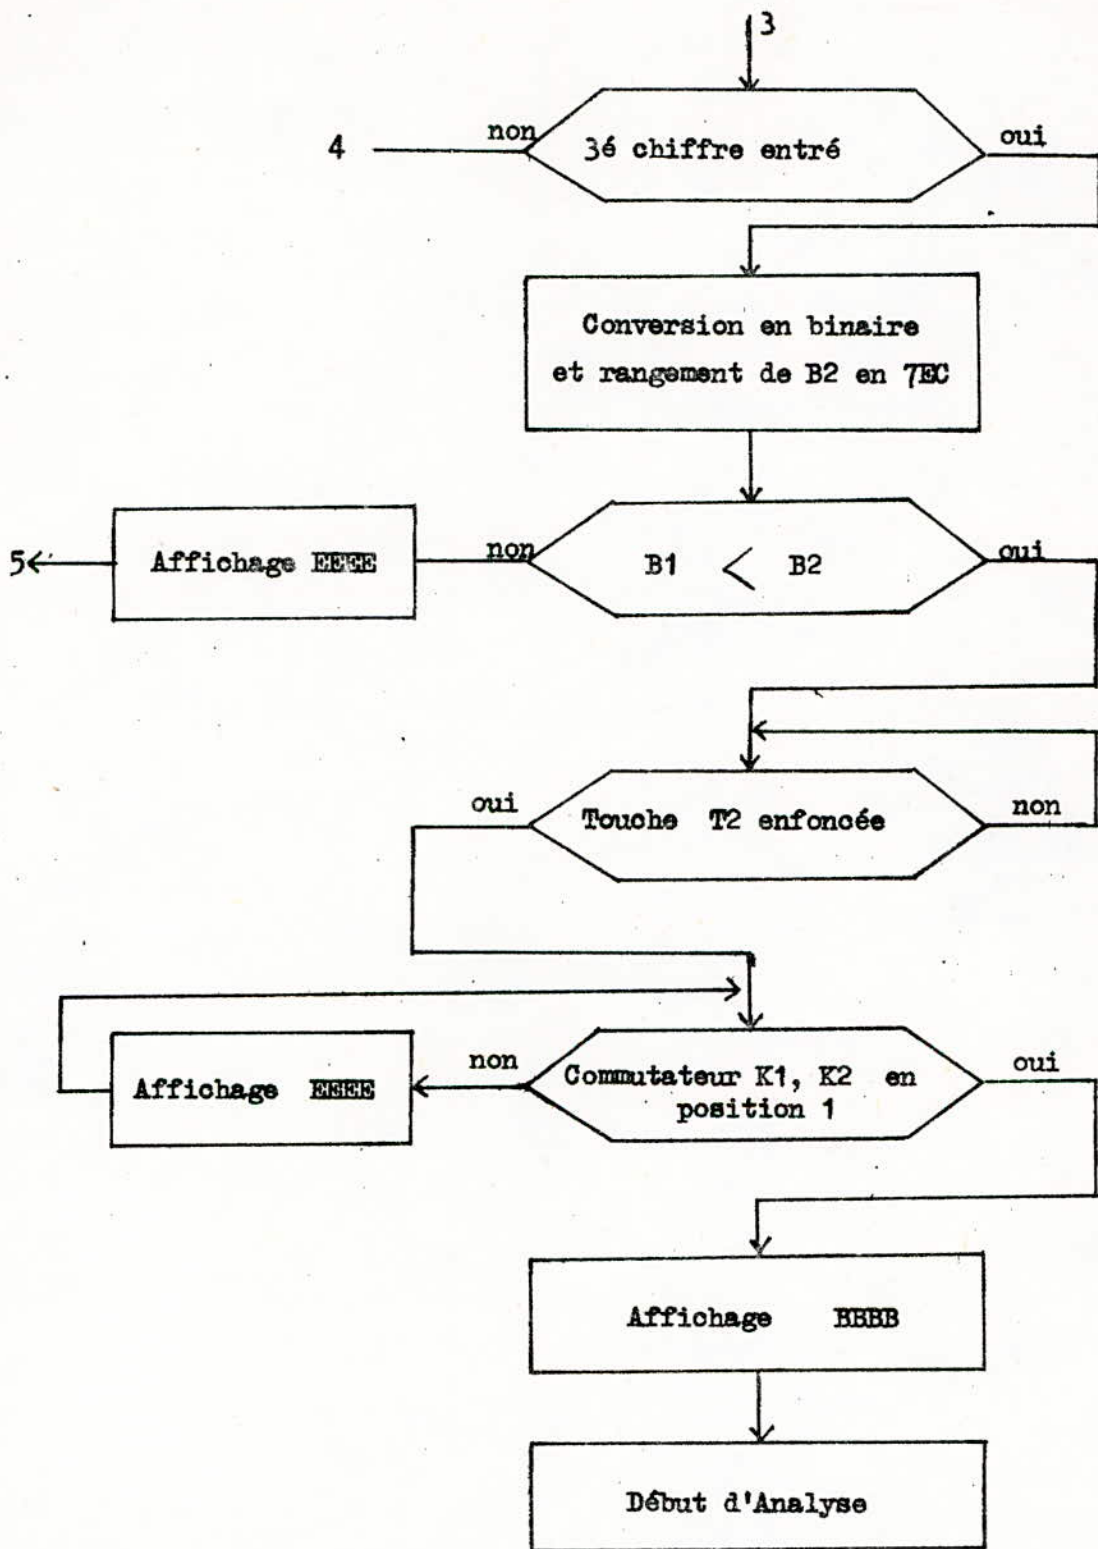 3
3é chiffre entré
non
oui
4
Conversion en binaire
et rangement de B2 en 7EC
5
Affichage EEEE
non
B1 < B2
oui
oui
Touche T2 enfoncée
non
Affichage EEEE
non
Commutateur K1, K2 en
position 1
oui
Affichage BBBB
Début d'Analyse